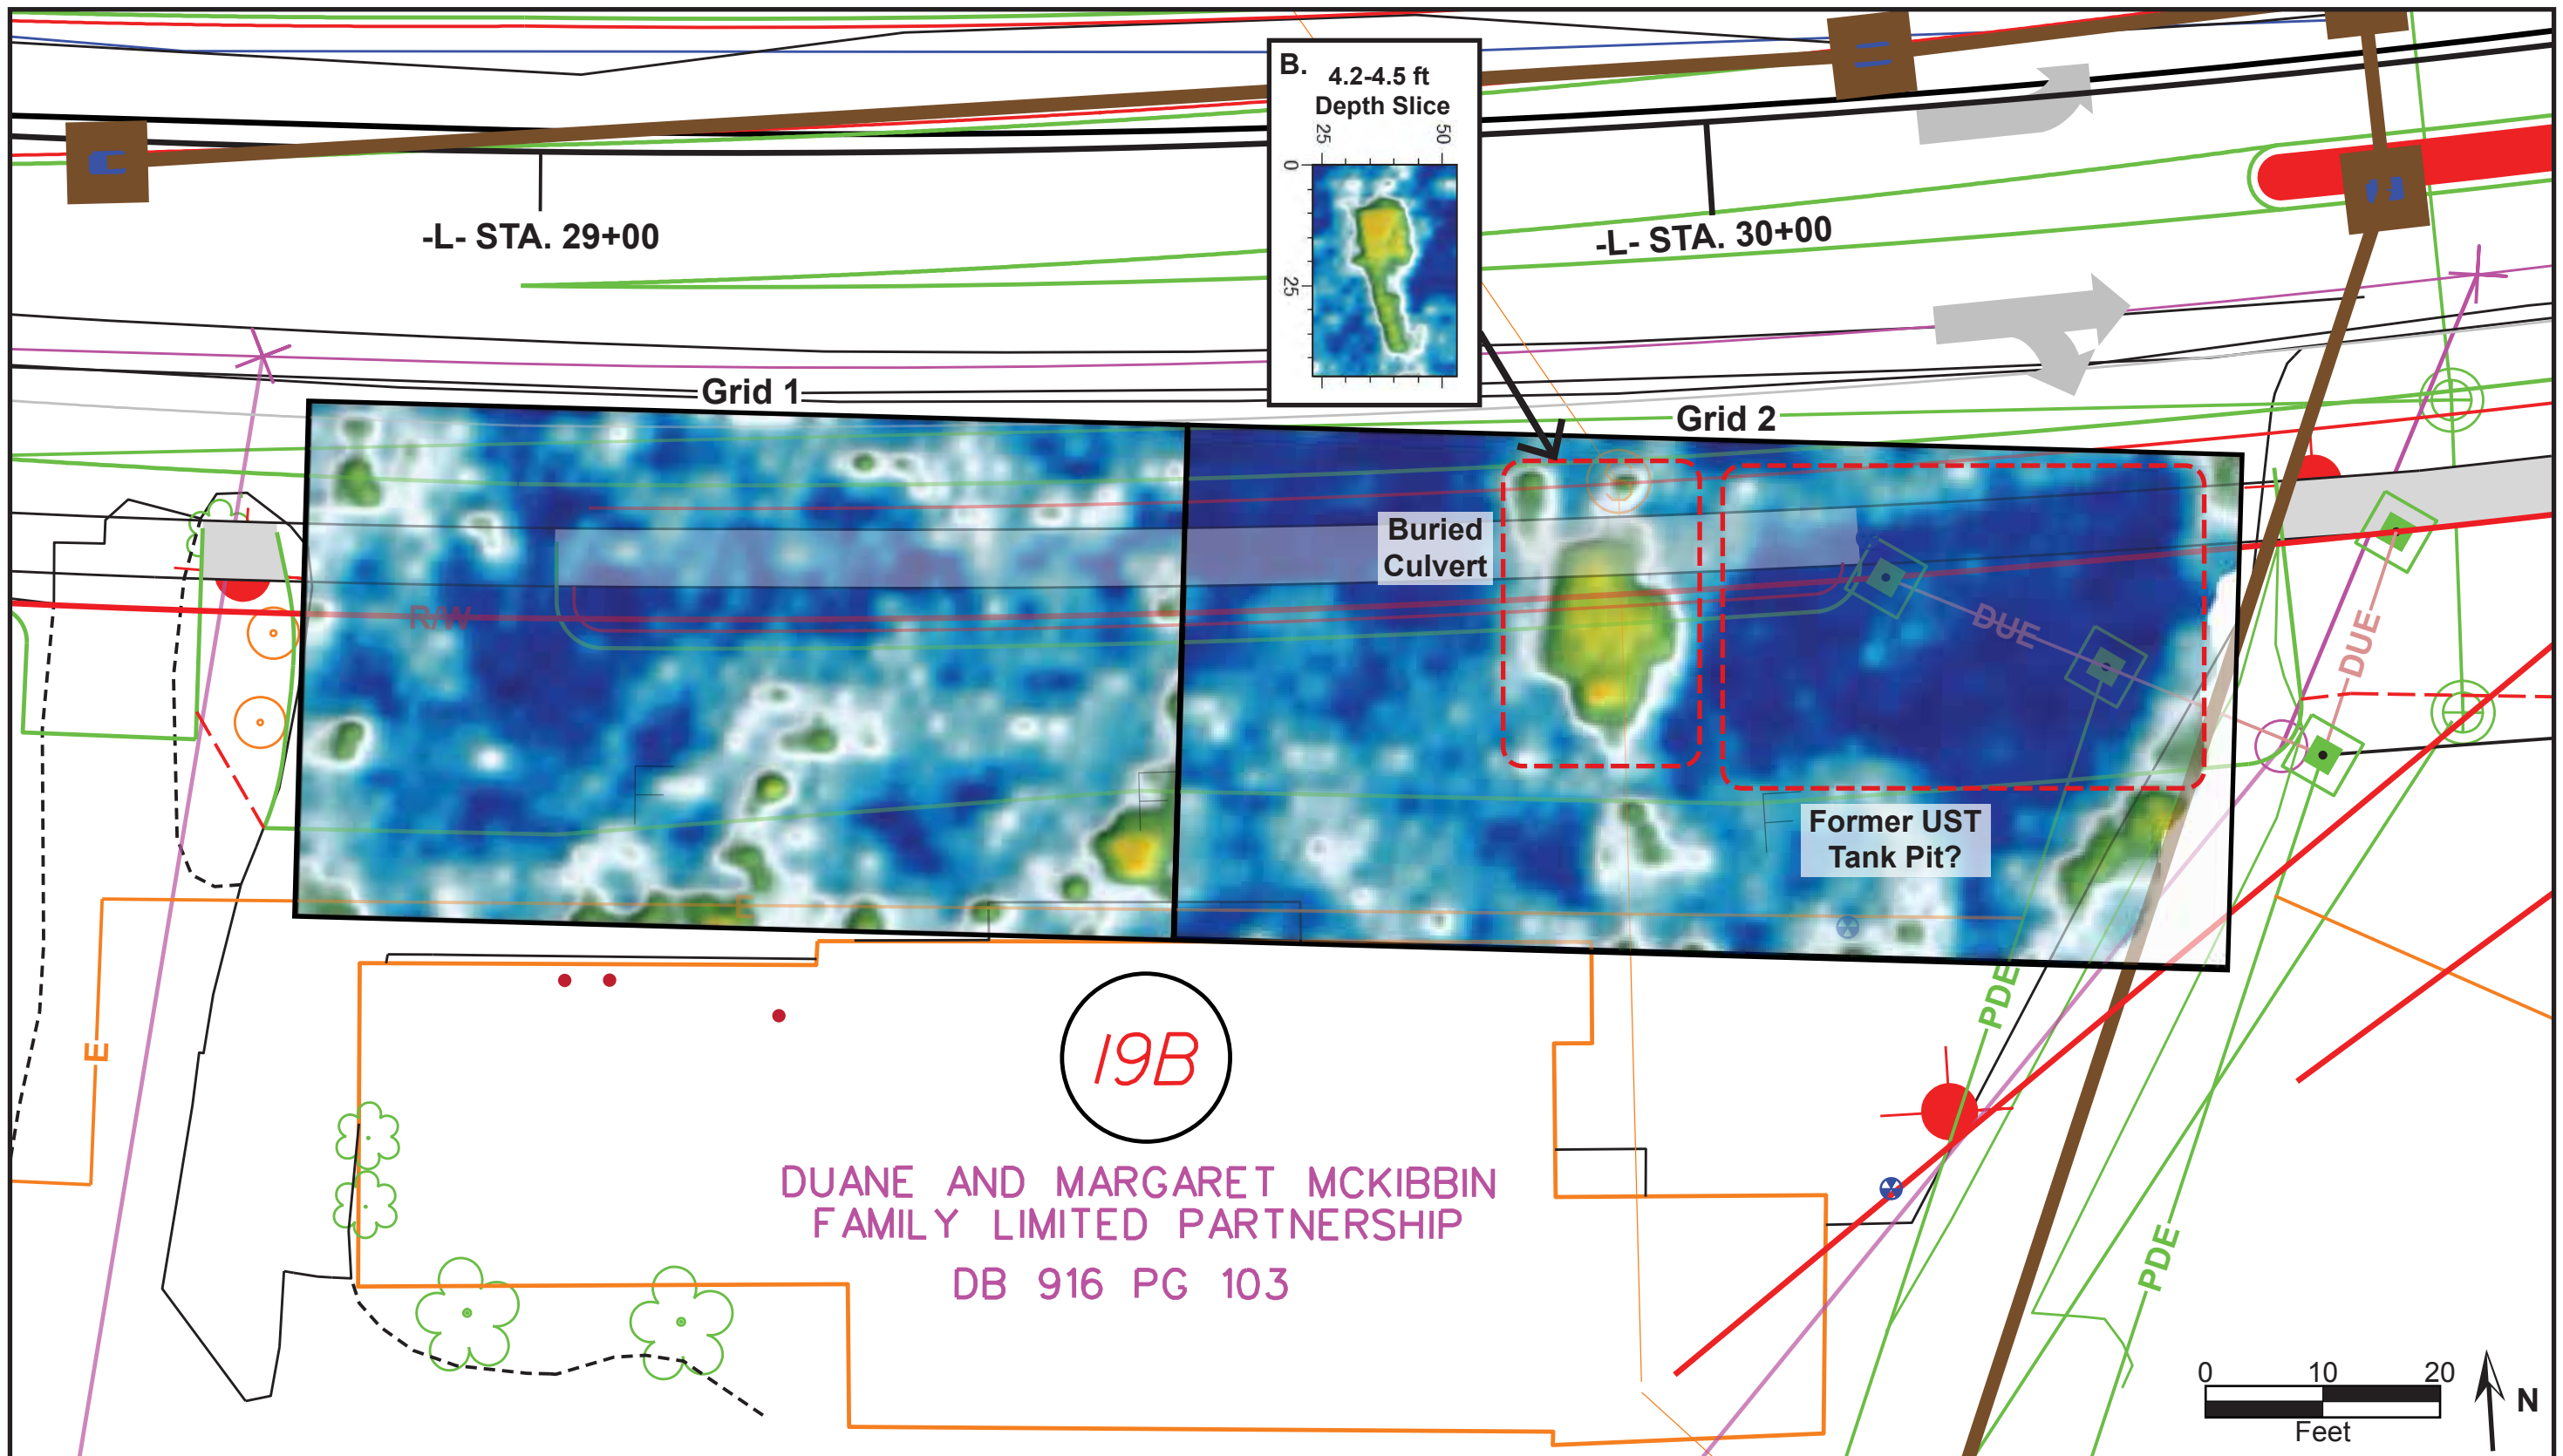 B.
4.2-4.5 ft
Depth Slice
25
50
0
25
-L- STA. 29+00
-L- STA. 30+00
Grid 1
Grid 2
Buried
Culvert
R/W
DUE
DUE
Former UST
Tank Pit?
E
E
PDE
19B
DUANE AND MARGARET MCKIBBIN
FAMILY LIMITED PARTNERSHIP
DB 916 PG 103
PDE
0 10 20
Feet
N